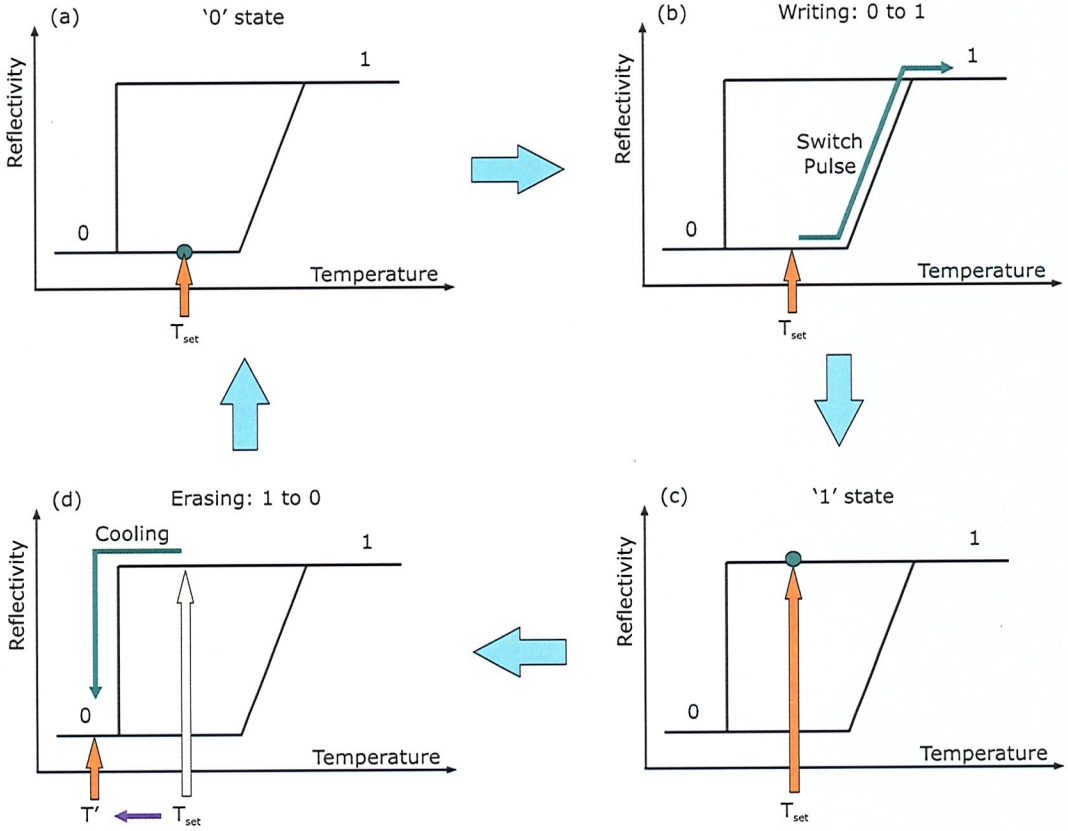 (a)
‘0’ state
Reflectivity
1
0
Temperature
T_set
(b)
Writing: 0 to 1
Reflectivity
1
Switch
Pulse
0
Temperature
T_set
(d)
Erasing: 1 to 0
Reflectivity
Cooling
1
0
Temperature
T’
T_set
(c)
‘1’ state
Reflectivity
1
0
Temperature
T_set